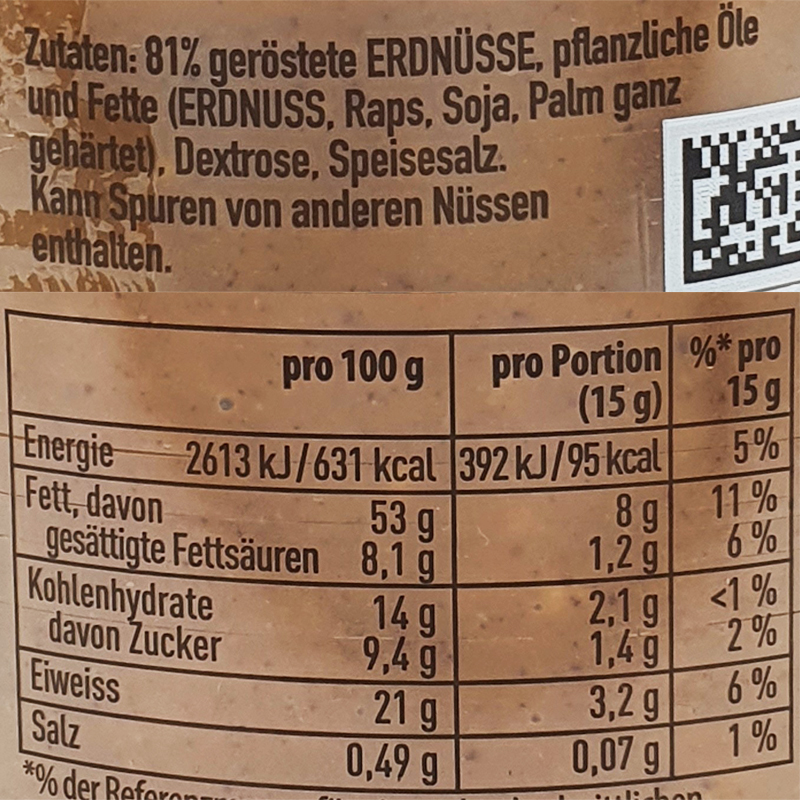 Zutaten: 81% geröstete ERDNÜSSE, pflanzliche Öle
und Fette (ERDNUSS, Raps, Soja, Palm ganz
gehärtet), Dextrose, Speisesalz.
Kann Spuren von anderen Nüssen
enthalten.
pro 100 g pro Portion (15 g) %* pro 15 g
Energie 2613 kJ/631 kcal 392 kJ/95 kcal 5%
Fett, davon 53 g 8 g 11 %
gesättigte Fettsäuren 8,1 g 1,2 g 6 %
Kohlenhydrate 14 g 2,1 g <1 %
davon Zucker 9,4 g 1,4 g 2 %
Eiweiss 21 g 3,2 g 6 %
Salz 0,49 g 0,07 g 1 %
*% der